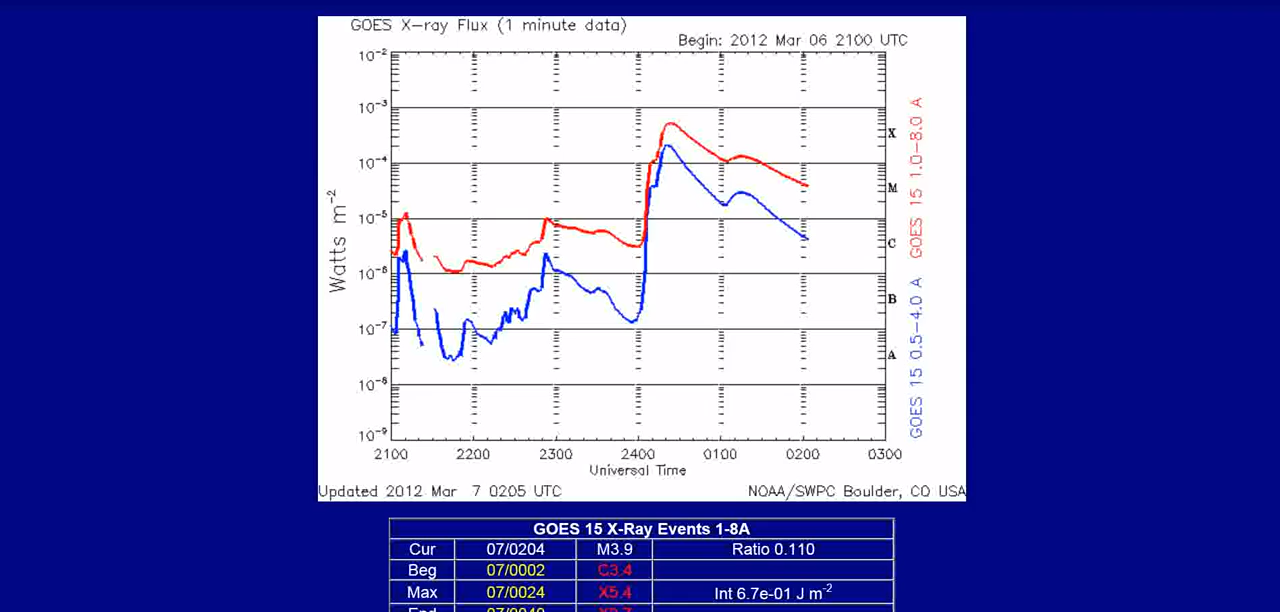 GOES X-ray Flux (1 minute data)
Begin: 2012 Mar 06 2100 UTC
10-2
10-3
10-4
10-5
10-6
10-7
10-8
10-9
Watts m-2
X
M
C
B
A
GOES 15 1.0-8.0 A
GOES 15 0.5-4.0 A
2100 2200 2300 2400 0100 0200 0300
Universal Time
Updated 2012 Mar 7 0205 UTC
NOAA/SWPC Boulder, CO USA
GOES 15 X-Ray Events 1-8A
Cur 07/0204 M3.9 Ratio 0.110
Beg 07/0002 C3.4
Max 07/0024 X5.4 Int 6.7e-01 J m-2